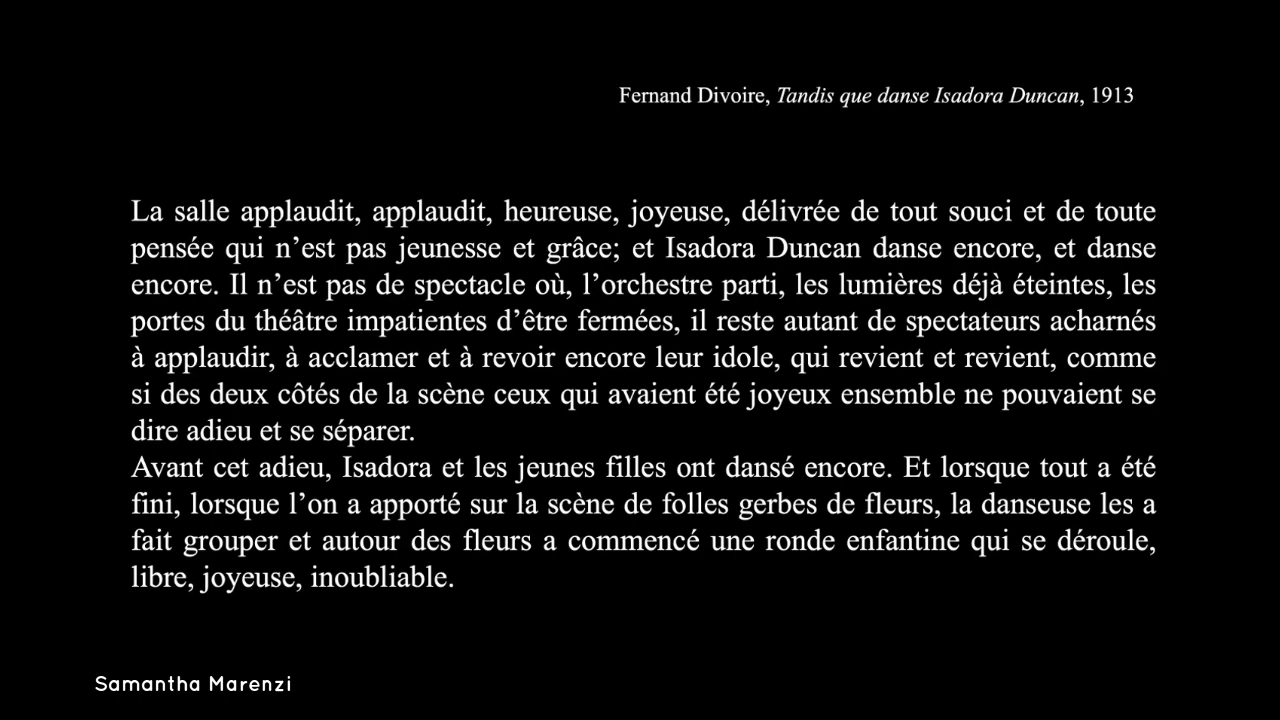 Fernand Divoire, Tandis que danse Isadora Duncan, 1913
La salle applaudit, applaudit, heureuse, joyeuse, délivrée de tout souci et de toute
pensée qui n’est pas jeunesse et grâce; et Isadora Duncan danse encore, et danse
encore. Il n’est pas de spectacle où, l’orchestre parti, les lumières déjà éteintes, les
portes du théâtre impatientes d’être fermées, il reste autant de spectateurs acharnés
à applaudir, à acclamer et à revoir encore leur idole, qui revient et revient, comme
si des deux côtés de la scène ceux qui avaient été joyeux ensemble ne pouvaient se
dire adieu et se séparer.
Avant cet adieu, Isadora et les jeunes filles ont dansé encore. Et lorsque tout a été
fini, lorsque l’on a apporté sur la scène de folles gerbes de fleurs, la danseuse les a
fait grouper et autour des fleurs a commencé une ronde enfantine qui se déroule,
libre, joyeuse, inoubliable.
Samantha Marenzi